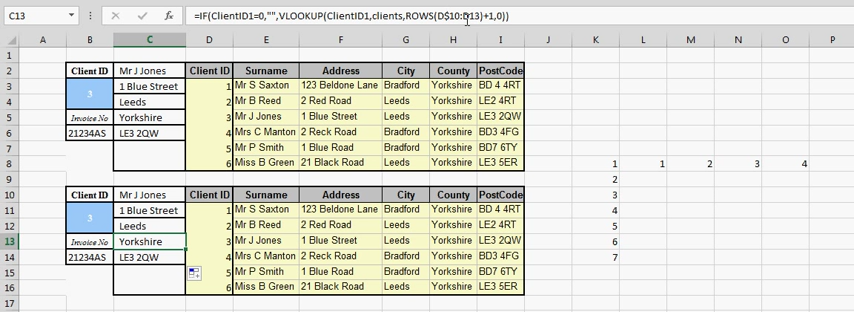 C13 =IF(ClientID1=0,"",VLOOKUP(ClientID1,clients,ROWS(D$10:D13)+1,0))
A B C D E F G H I J K L M N O P
1
2 Client ID Mr J Jones Client ID Surname Address City County PostCode
3 3 1 Blue Street 1 Mr S Saxton 123 Beldone Lane Bradford Yorkshire BD 4 4RT
4 Leeds 2 Mr B Reed 2 Red Road Leeds Yorkshire LE2 4RT
5 Invoice No Yorkshire 3 Mr J Jones 1 Blue Street Leeds Yorkshire LE3 2QW
6 21234AS LE3 2QW 4 Mrs C Manton 2 Reck Road Bradford Yorkshire BD3 4FG
7 5 Mr P Smith 1 Blue Road Bradford Yorkshire BD7 6TY
8 6 Miss B Green 21 Black Road Leeds Yorkshire LE3 5ER 1 1 2 3 4
9 2
10 Client ID Mr J Jones Client ID Surname Address City County PostCode 3
11 3 1 Blue Street 1 Mr S Saxton 123 Beldone Lane Bradford Yorkshire BD 4 4RT 4
12 Leeds 2 Mr B Reed 2 Red Road Leeds Yorkshire LE2 4RT 5
13 Invoice No Yorkshire 3 Mr J Jones 1 Blue Street Leeds Yorkshire LE3 2QW 6
14 21234AS LE3 2QW 4 Mrs C Manton 2 Reck Road Bradford Yorkshire BD3 4FG 7
15 5 Mr P Smith 1 Blue Road Bradford Yorkshire BD7 6TY
16 6 Miss B Green 21 Black Road Leeds Yorkshire LE3 5ER
17